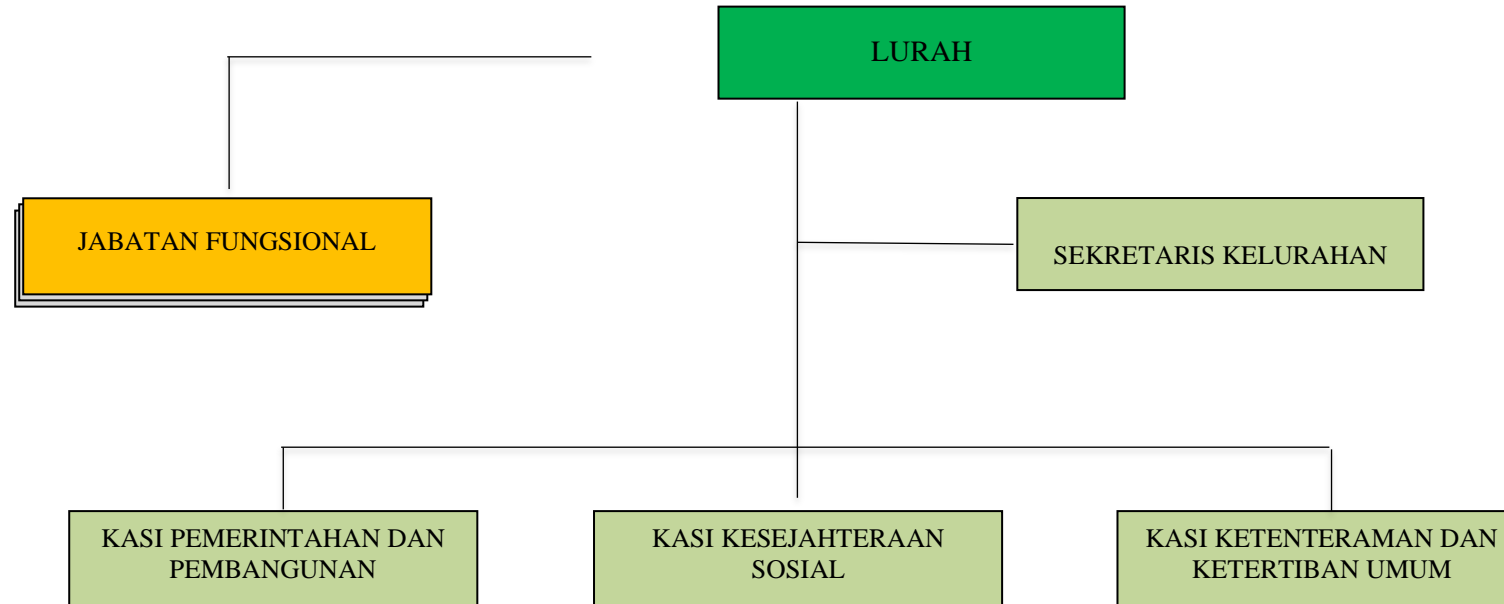 LURAH
JABATAN FUNGSIONAL
SEKRETARIS KELURAHAN
KASI PEMERINTAHAN DAN
PEMBANGUNAN
KASI KESEJAHTERAAN
SOSIAL
KASI KETENTERAMAN DAN
KETERTIBAN UMUM